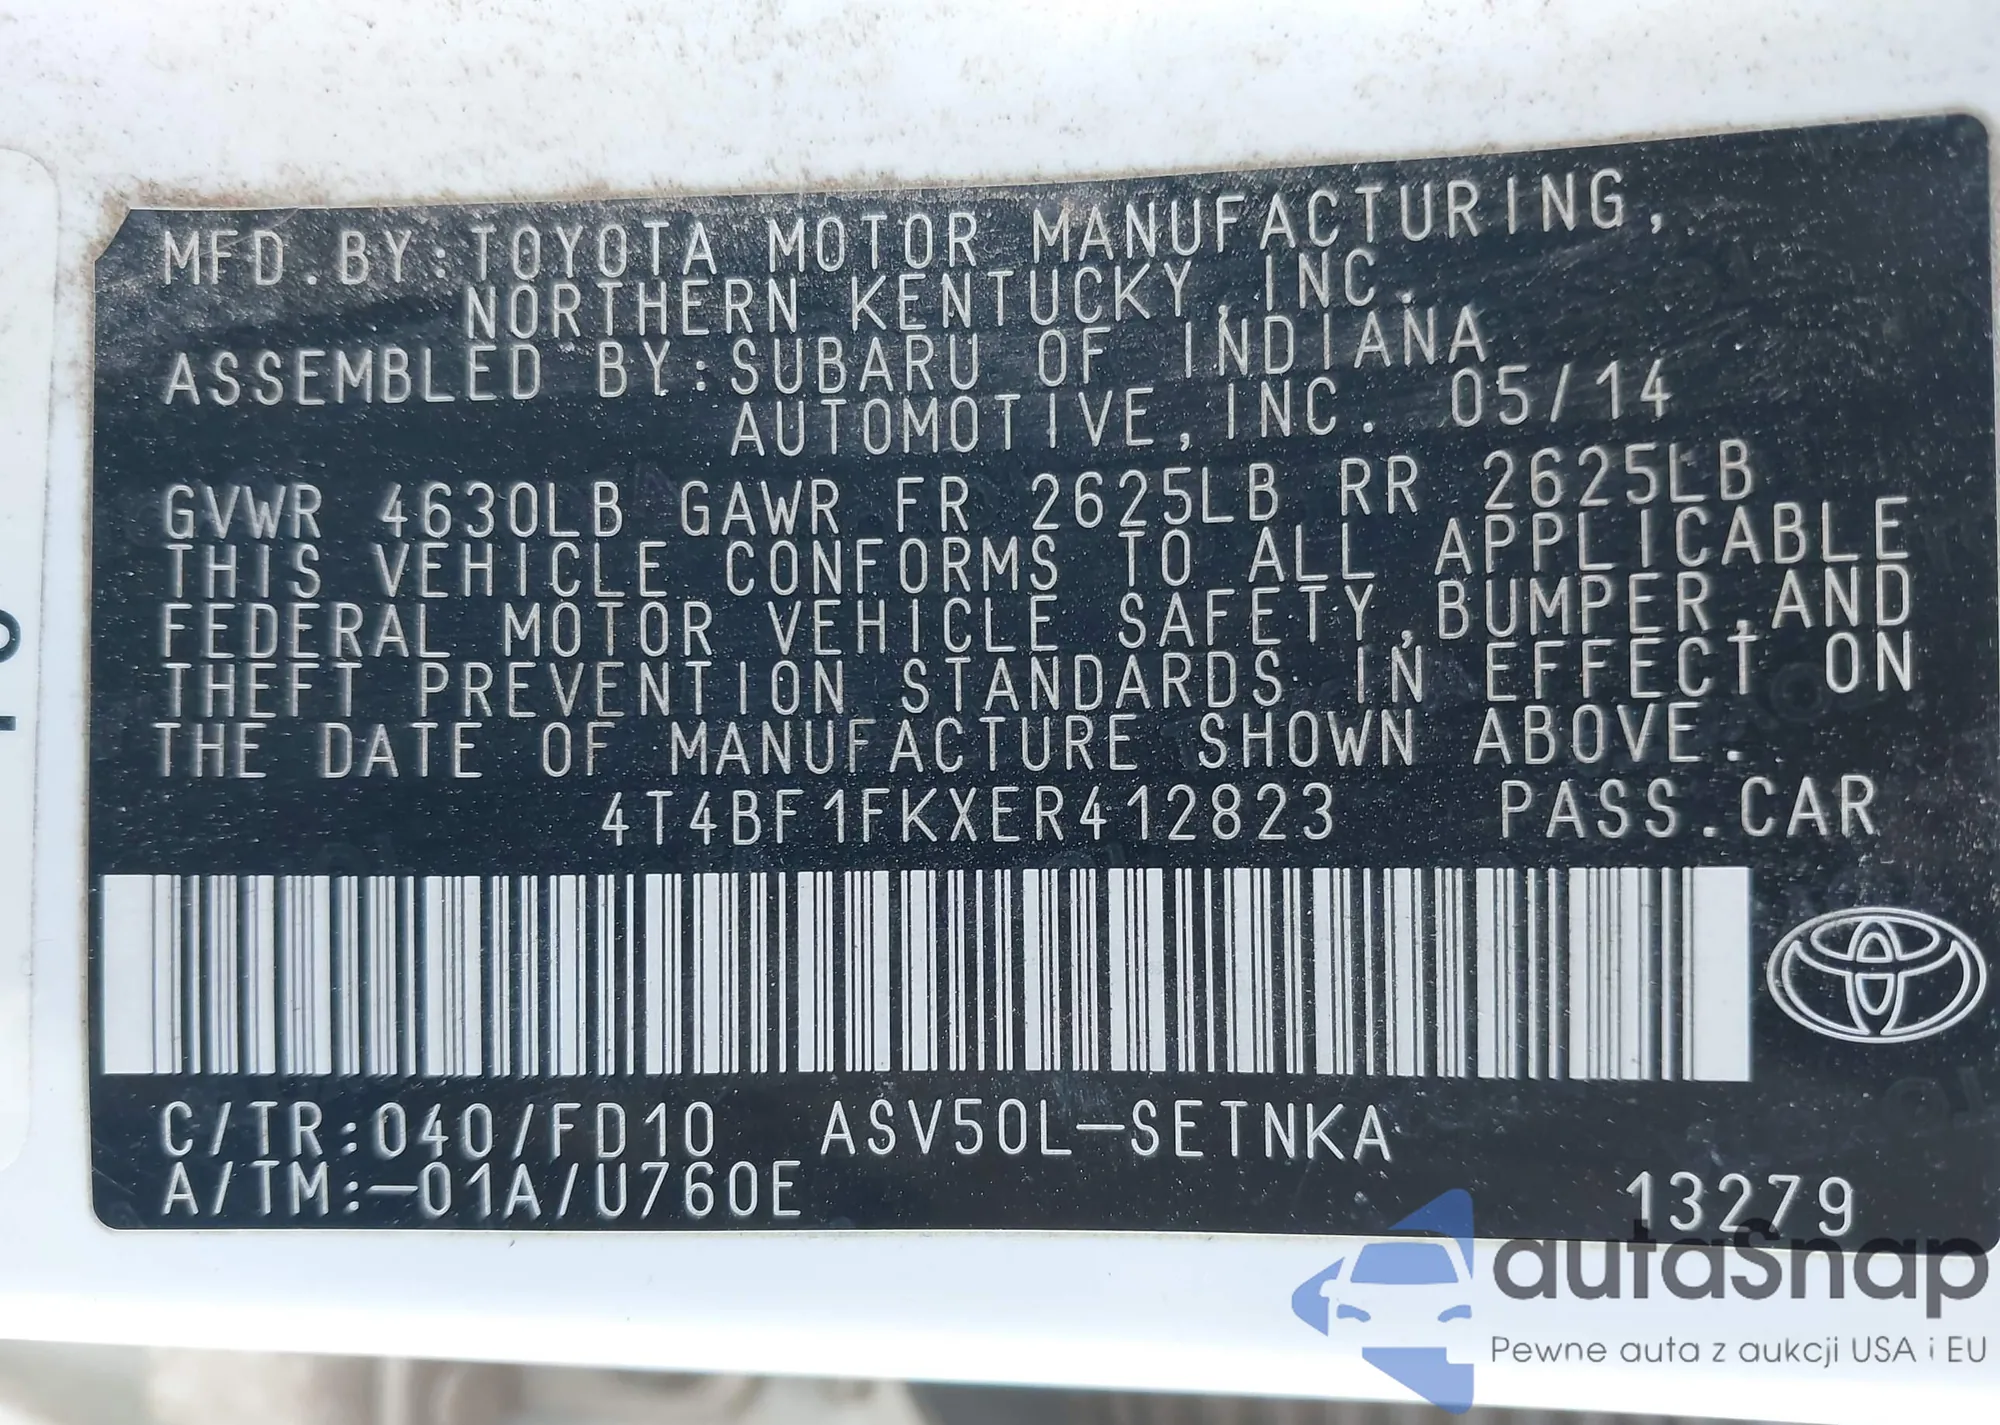 MFD.BY:TOYOTA MOTOR MANUFACTURING,
NORTHERN KENTUCKY,INC.
ASSEMBLED BY:SUBARU OF INDIANA
AUTOMOTIVE,INC. 05/14
GVWR 4630LB GAWR FR 2625LB RR 2625LB
THIS VEHICLE CONFORMS TO ALL APPLICABLE
FEDERAL MOTOR VEHICLE SAFETY,BUMPER,AND
THEFT PREVENTION STANDARDS IN EFFECT ON
THE DATE OF MANUFACTURE SHOWN ABOVE.
4T4BF1FKXER412823 PASS.CAR
C/TR:040/FD10 ASV50L-SETNKA
A/TM:-01A/U760E
13279
autaSnap
Pewne auta z aukcji USA i EU